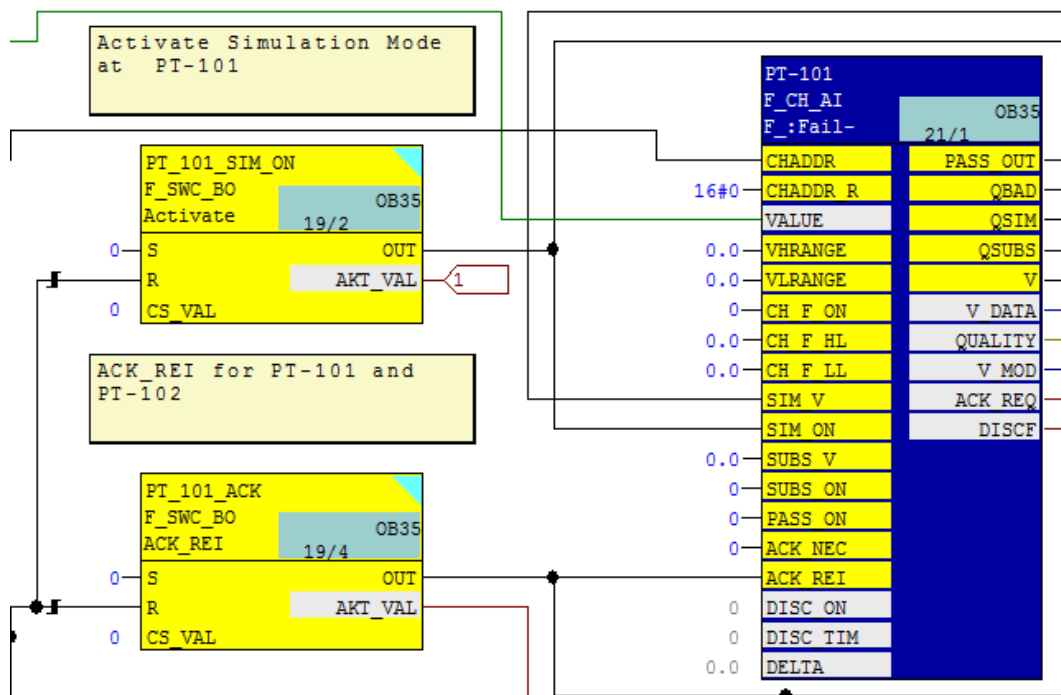 Activate Simulation Mode
at PT-101
PT_101_SIM_ON
F_SWC_BO
Activate
OB35
19/2
0
S
OUT
R
AKT_VAL
1
0
CS_VAL
ACK_REI for PT-101 and
PT-102
PT_101_ACK
F_SWC_BO
ACK_REI
OB35
19/4
0
S
OUT
R
AKT_VAL
0
CS_VAL
PT-101
F_CH_AI
F_:Fail-
OB35
21/1
CHADDR
PASS_OUT
16#0
CHADDR_R
QBAD
VALUE
QSIM
0.0
VHRANGE
QSUBS
0.0
VLRANGE
V
0
CH_F_ON
V_DATA
0.0
CH_F_HL
QUALITY
0.0
CH_F_LL
V_MOD
SIM_V
ACK_REQ
SIM_ON
DISCF
0.0
SUBS_V
0
SUBS_ON
0
PASS_ON
0
ACK_NEC
ACK_REI
0
DISC_ON
0
DISC_TIM
0.0
DELTA